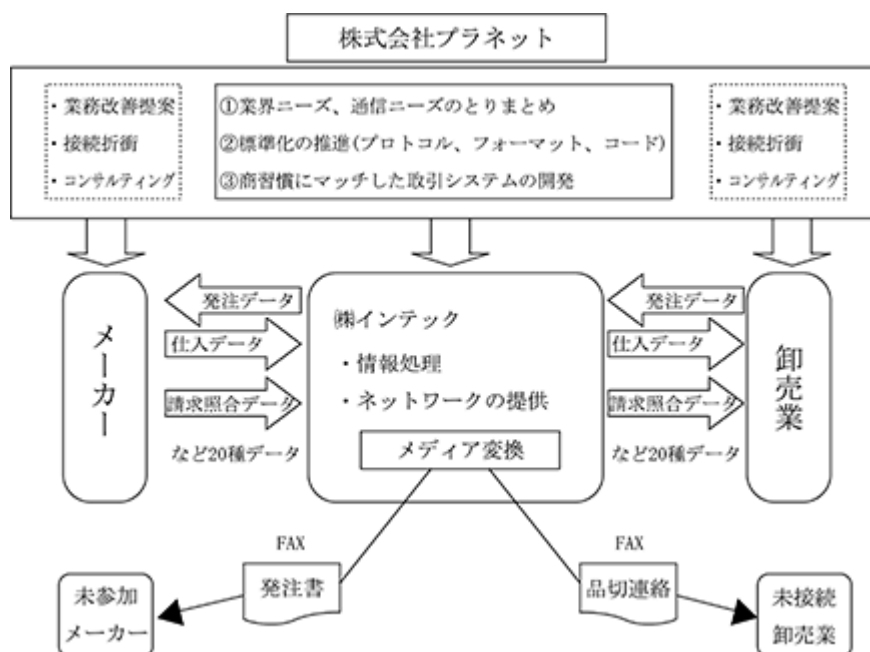 株式会社プラネット
・業務改善提案
・接続折衝
・コンサルティング
①業界ニーズ、通信ニーズのとりまとめ
②標準化の推進(プロトコル、フォーマット、コード)
③商習慣にマッチした取引システムの開発
・業務改善提案
・接続折衝
・コンサルティング
メーカー
発注データ
仕入データ
請求照合データ
など20種データ
㈱インテック
・情報処理
・ネットワークの提供
メディア変換
発注データ
仕入データ
請求照合データ
など20種データ
卸売業
FAX
発注書
FAX
品切連絡
未参加
メーカー
未接続
卸売業